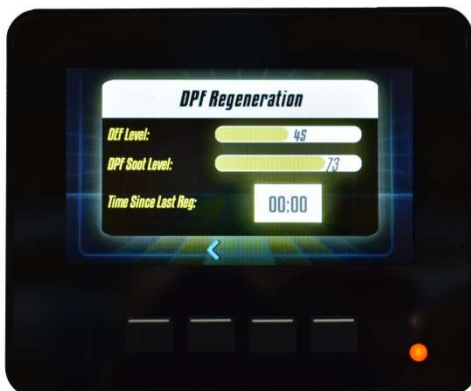 DPF Regeneration
DEF Level: 45
DPF Soot Level: 73
Time Since Last Reg: 00:00